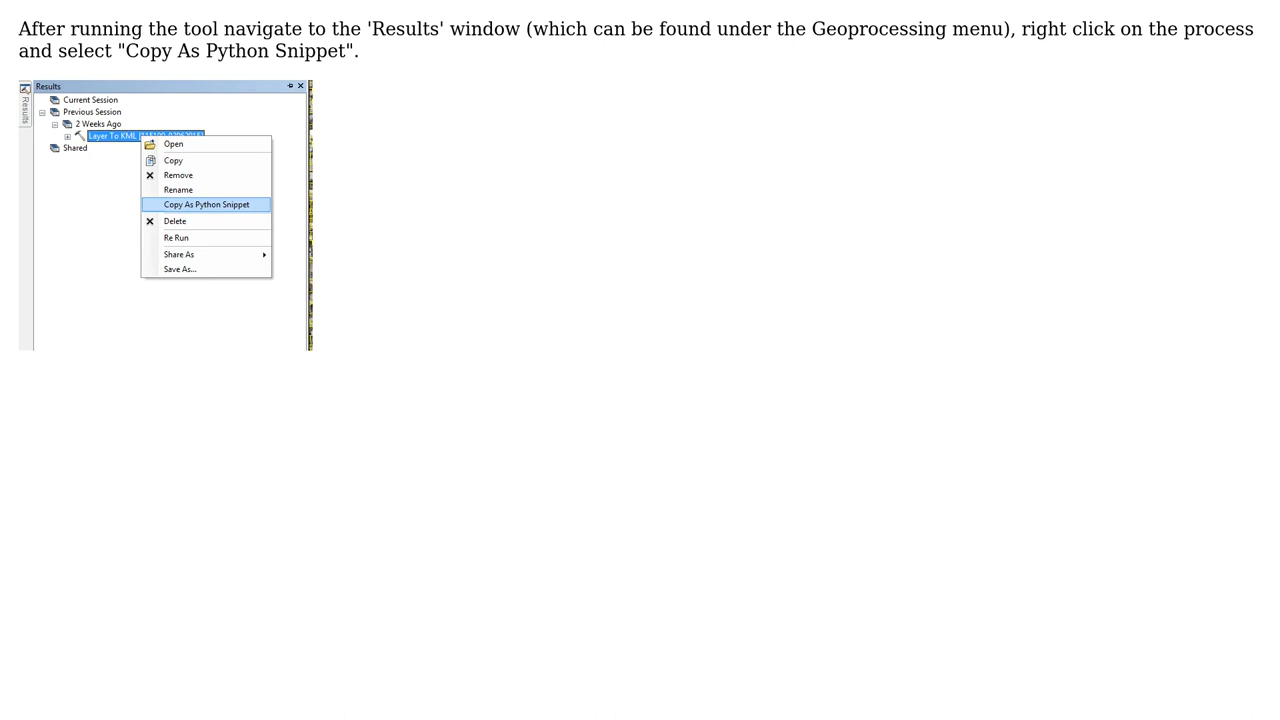 After running the tool navigate to the 'Results' window (which can be found under the Geoprocessing menu), right click on the process
and select "Copy As Python Snippet".
Results
Results
Current Session
Previous Session
2 Weeks Ago
Layer To KML
Shared
Open
Copy
Remove
Rename
Copy As Python Snippet
Delete
Re Run
Share As
Save As...